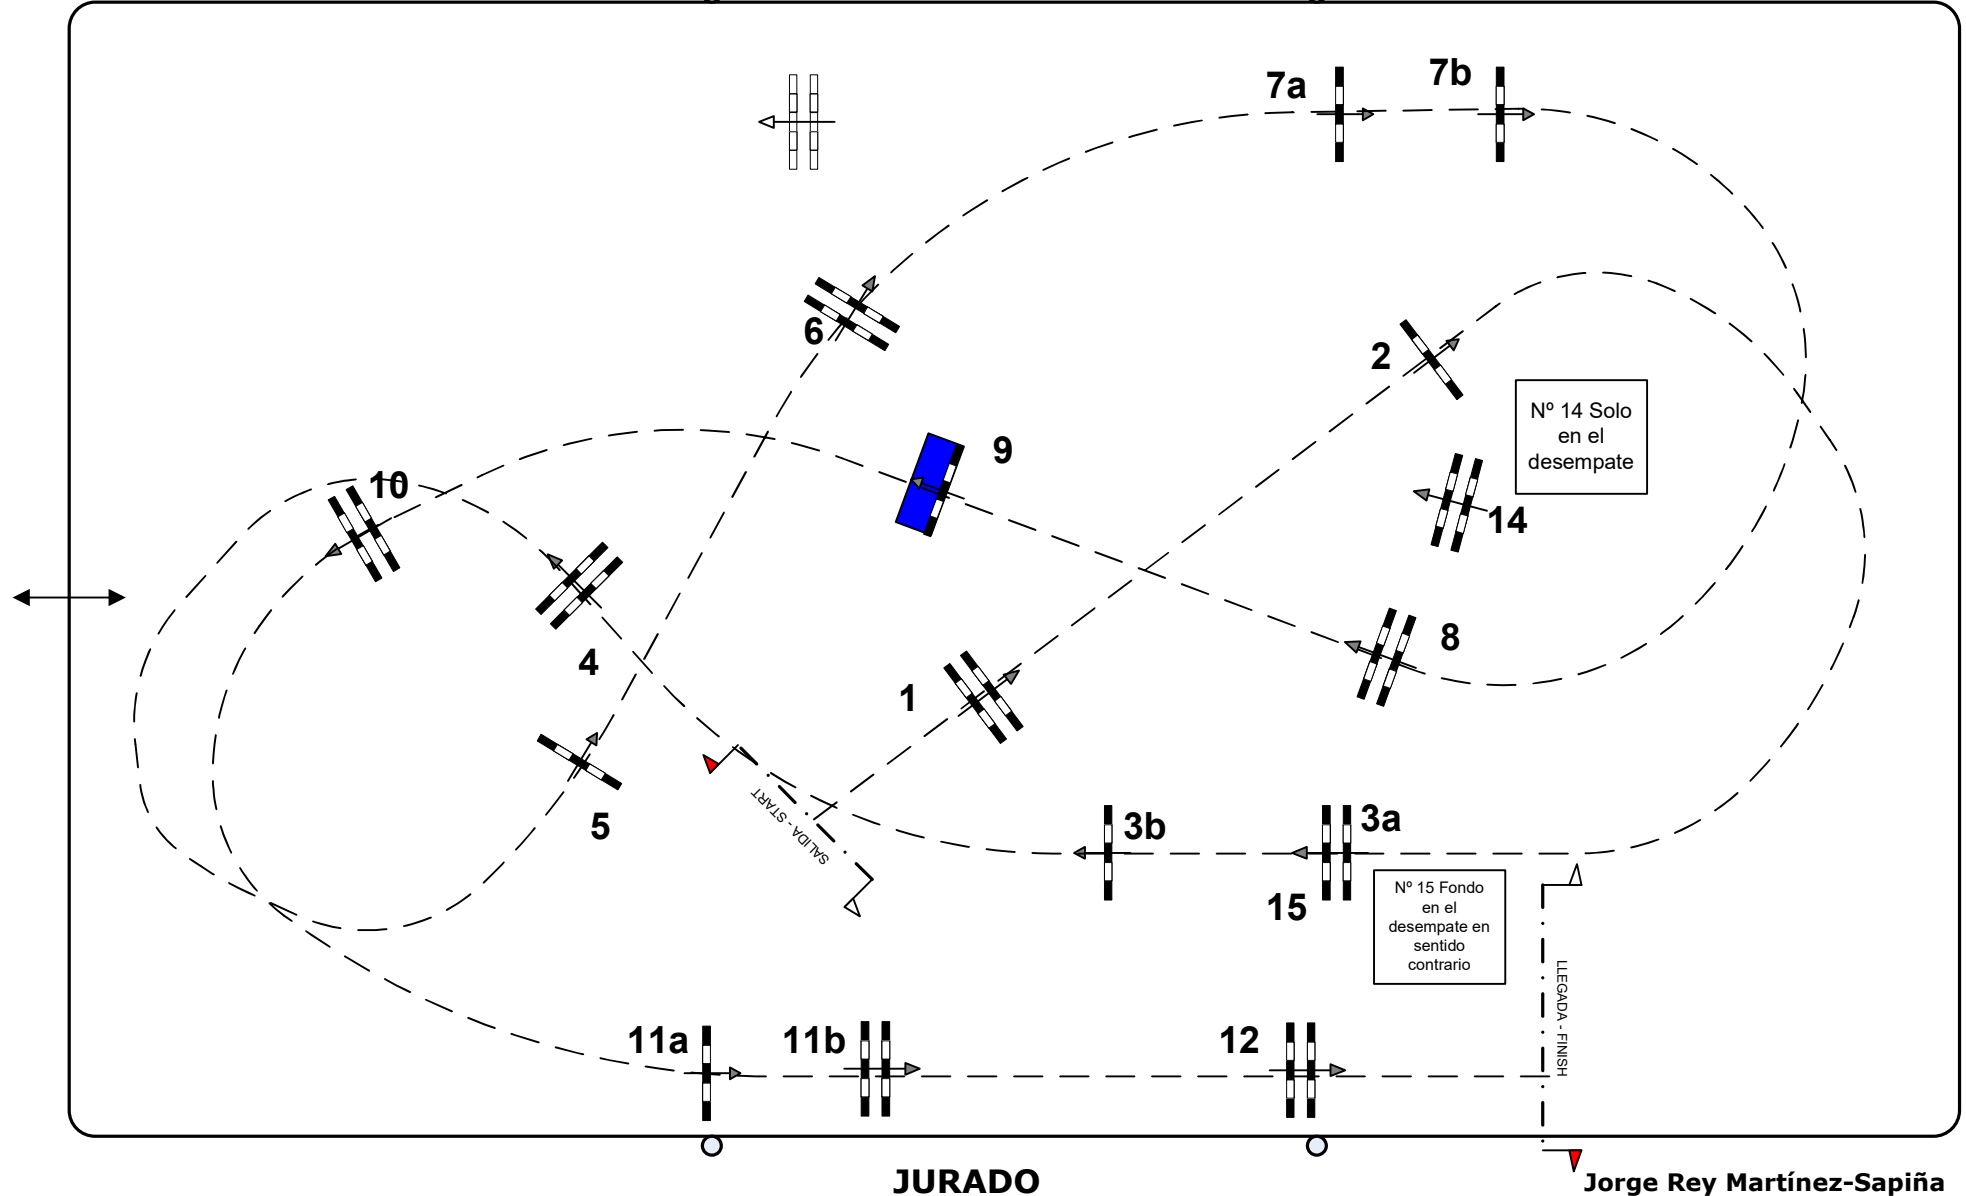 7a
7b
6
2
Nº 14 Solo
en el
desempate
9
10
14
8
4
1
5
SALIDA - START
3b
3a
15
Nº 15 Fondo
en el
desempate en
sentido
contrario
LLEGADA - FINISH
11a
11b
12
JURADO
Jorge Rey Martínez-Sapiña